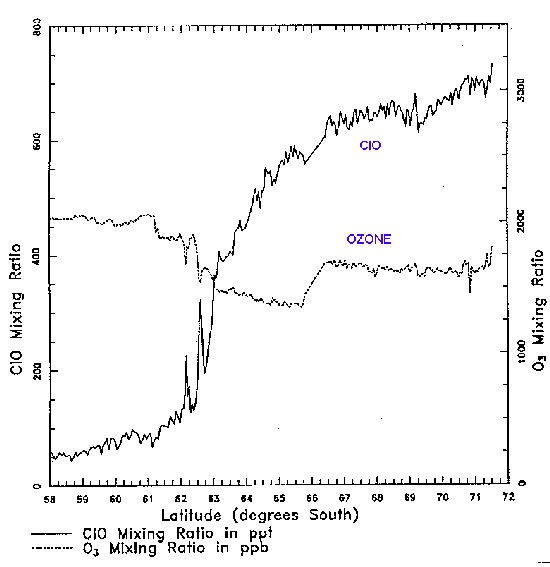 800
600
400
200
0
ClO Mixing Ratio
3000
2000
1000
0
O₃ Mixing Ratio
ClO
OZONE
58 59 60 61 62 63 64 65 66 67 68 69 70 71 72
Latitude (degrees South)
ClO Mixing Ratio in ppt
O₃ Mixing Ratio in ppb